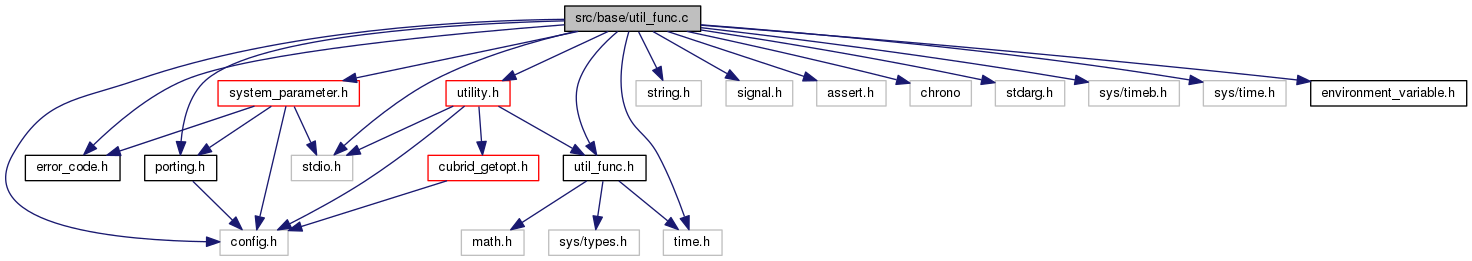 src/base/util_func.c
system_parameter.h
utility.h
string.h
signal.h
assert.h
chrono
stdarg.h
sys/timeb.h
sys/time.h
environment_variable.h
error_code.h
porting.h
stdio.h
cubrid_getopt.h
util_func.h
config.h
math.h
sys/types.h
time.h